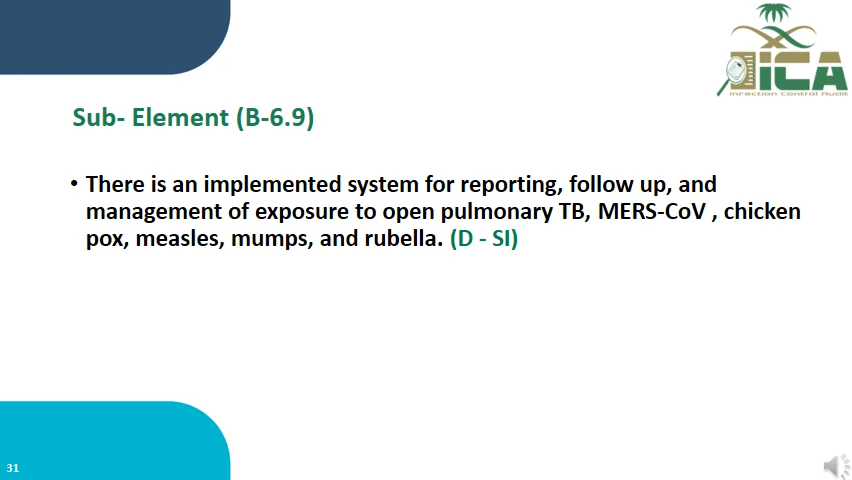 iCA
Infection Control Audit
Sub- Element (B-6.9)
• There is an implemented system for reporting, follow up, and
management of exposure to open pulmonary TB, MERS-CoV , chicken
pox, measles, mumps, and rubella. (D - SI)
31